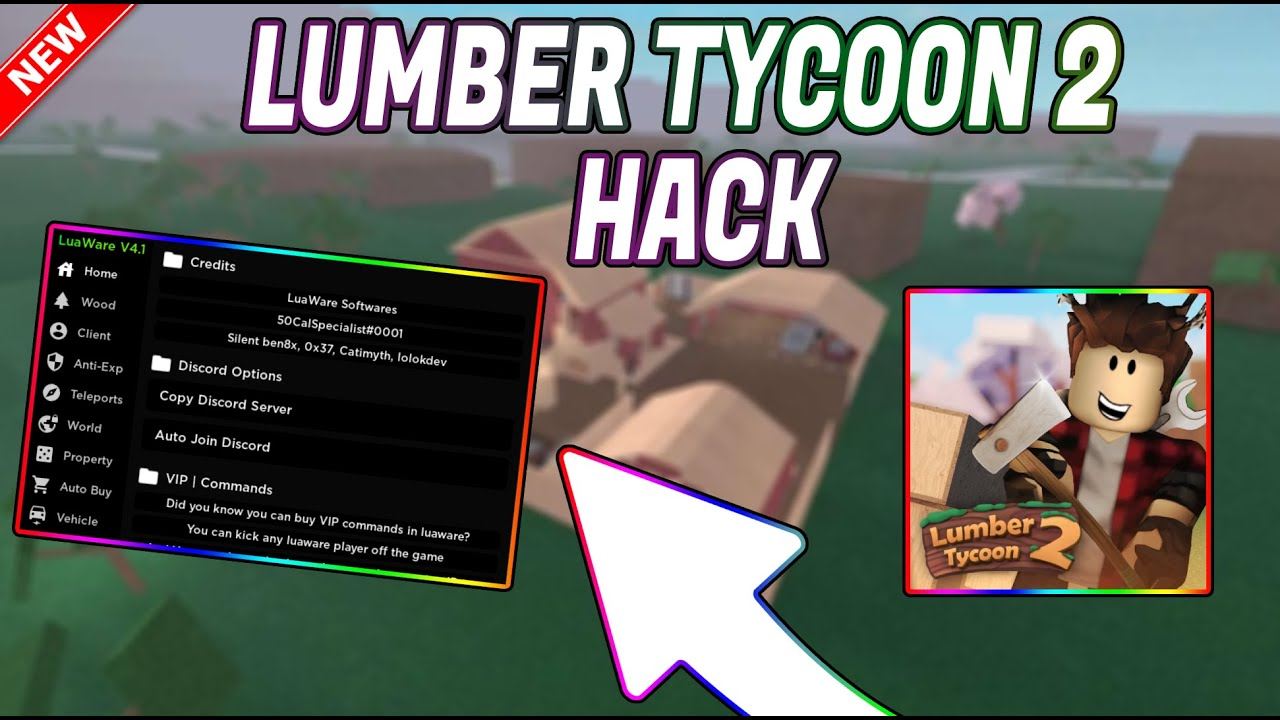 NEW
LUMBER TYCOON 2
HACK
LuaWare V4.1
Home
Wood
Client
Anti-Exp
Teleports
World
Property
Auto Buy
Vehicle
Credits
LuaWare Softwares
50CalSpecialist#0001
Silent ben8x, 0x37, Catimyth, lolokdev
Discord Options
Copy Discord Server
Auto Join Discord
VIP | Commands
Did you know you can buy VIP commands in luaware?
You can kick any luaware player off the game
Lumber
Tycoon 2